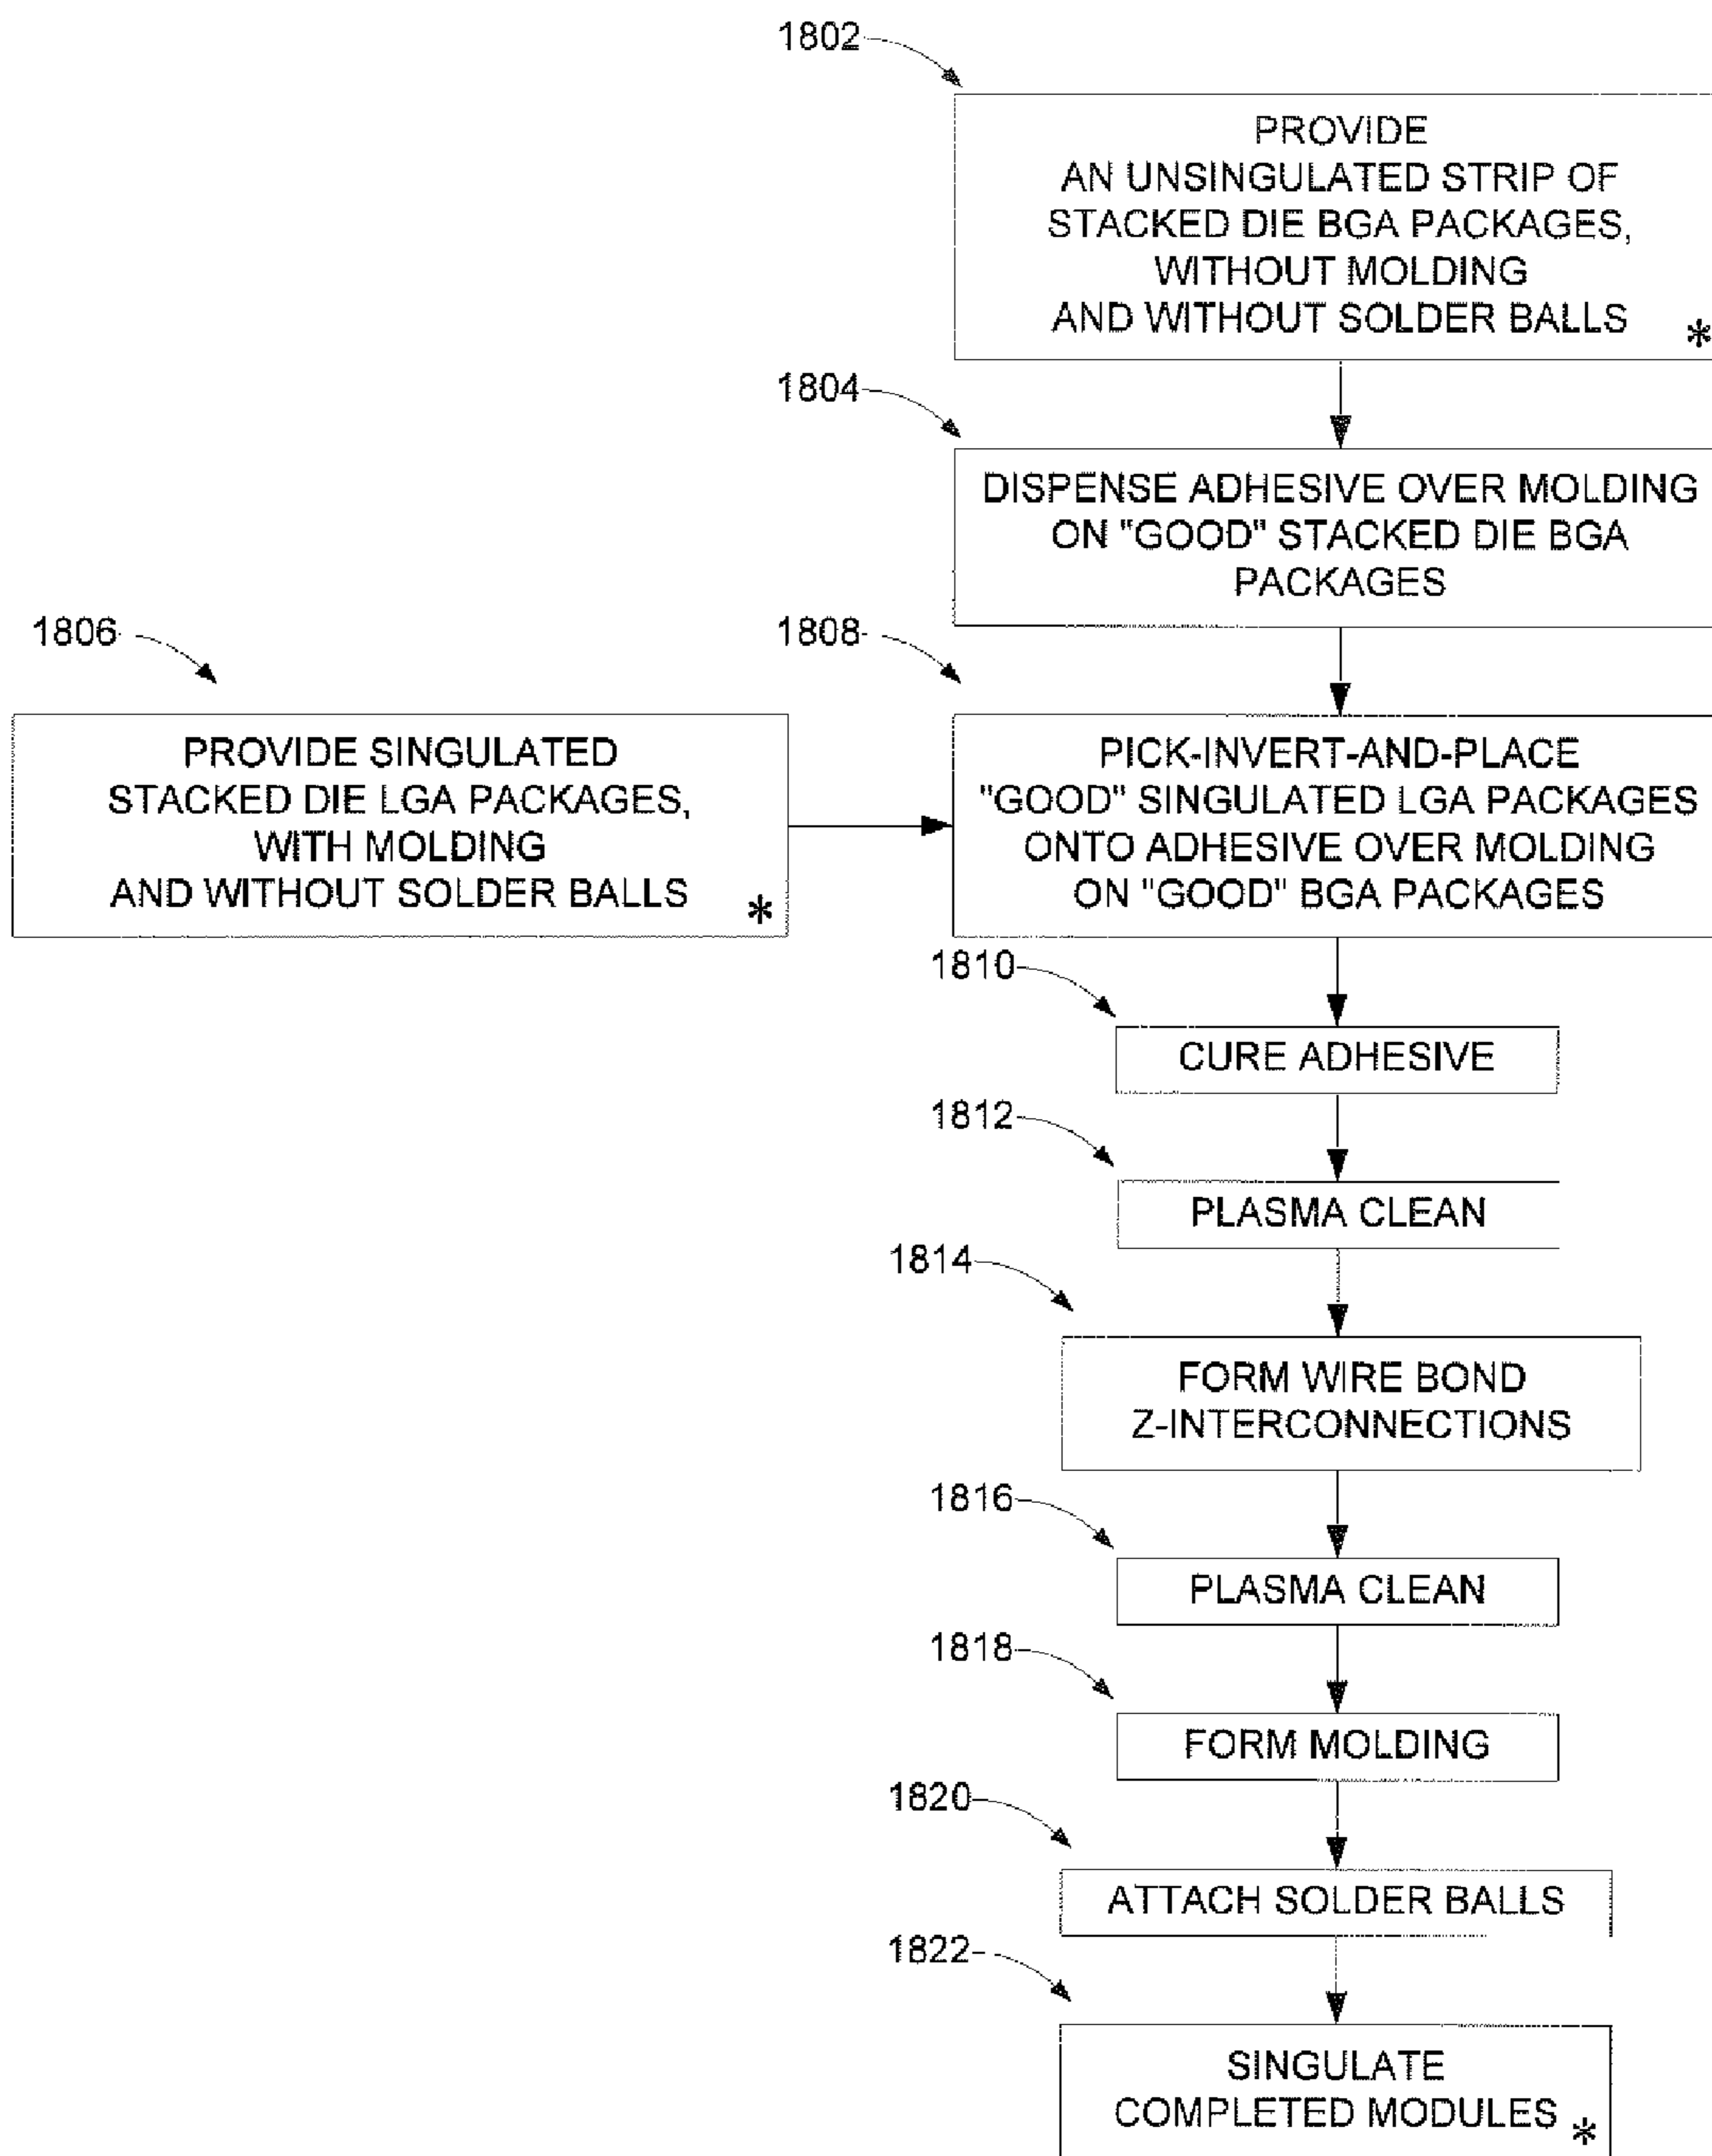 1802
PROVIDE
AN UNSINGULATED STRIP OF
STACKED DIE BGA PACKAGES,
WITHOUT MOLDING
AND WITHOUT SOLDER BALLS *
1804
DISPENSE ADHESIVE OVER MOLDING
ON "GOOD" STACKED DIE BGA
PACKAGES
1806
PROVIDE SINGULATED
STACKED DIE LGA PACKAGES,
WITH MOLDING
AND WITHOUT SOLDER BALLS *
1808
PICK-INVERT-AND-PLACE
"GOOD" SINGULATED LGA PACKAGES
ONTO ADHESIVE OVER MOLDING
ON "GOOD" BGA PACKAGES
1810
CURE ADHESIVE
1812
PLASMA CLEAN
1814
FORM WIRE BOND
Z-INTERCONNECTIONS
1816
PLASMA CLEAN
1818
FORM MOLDING
1820
ATTACH SOLDER BALLS
1822
SINGULATE
COMPLETED MODULES *